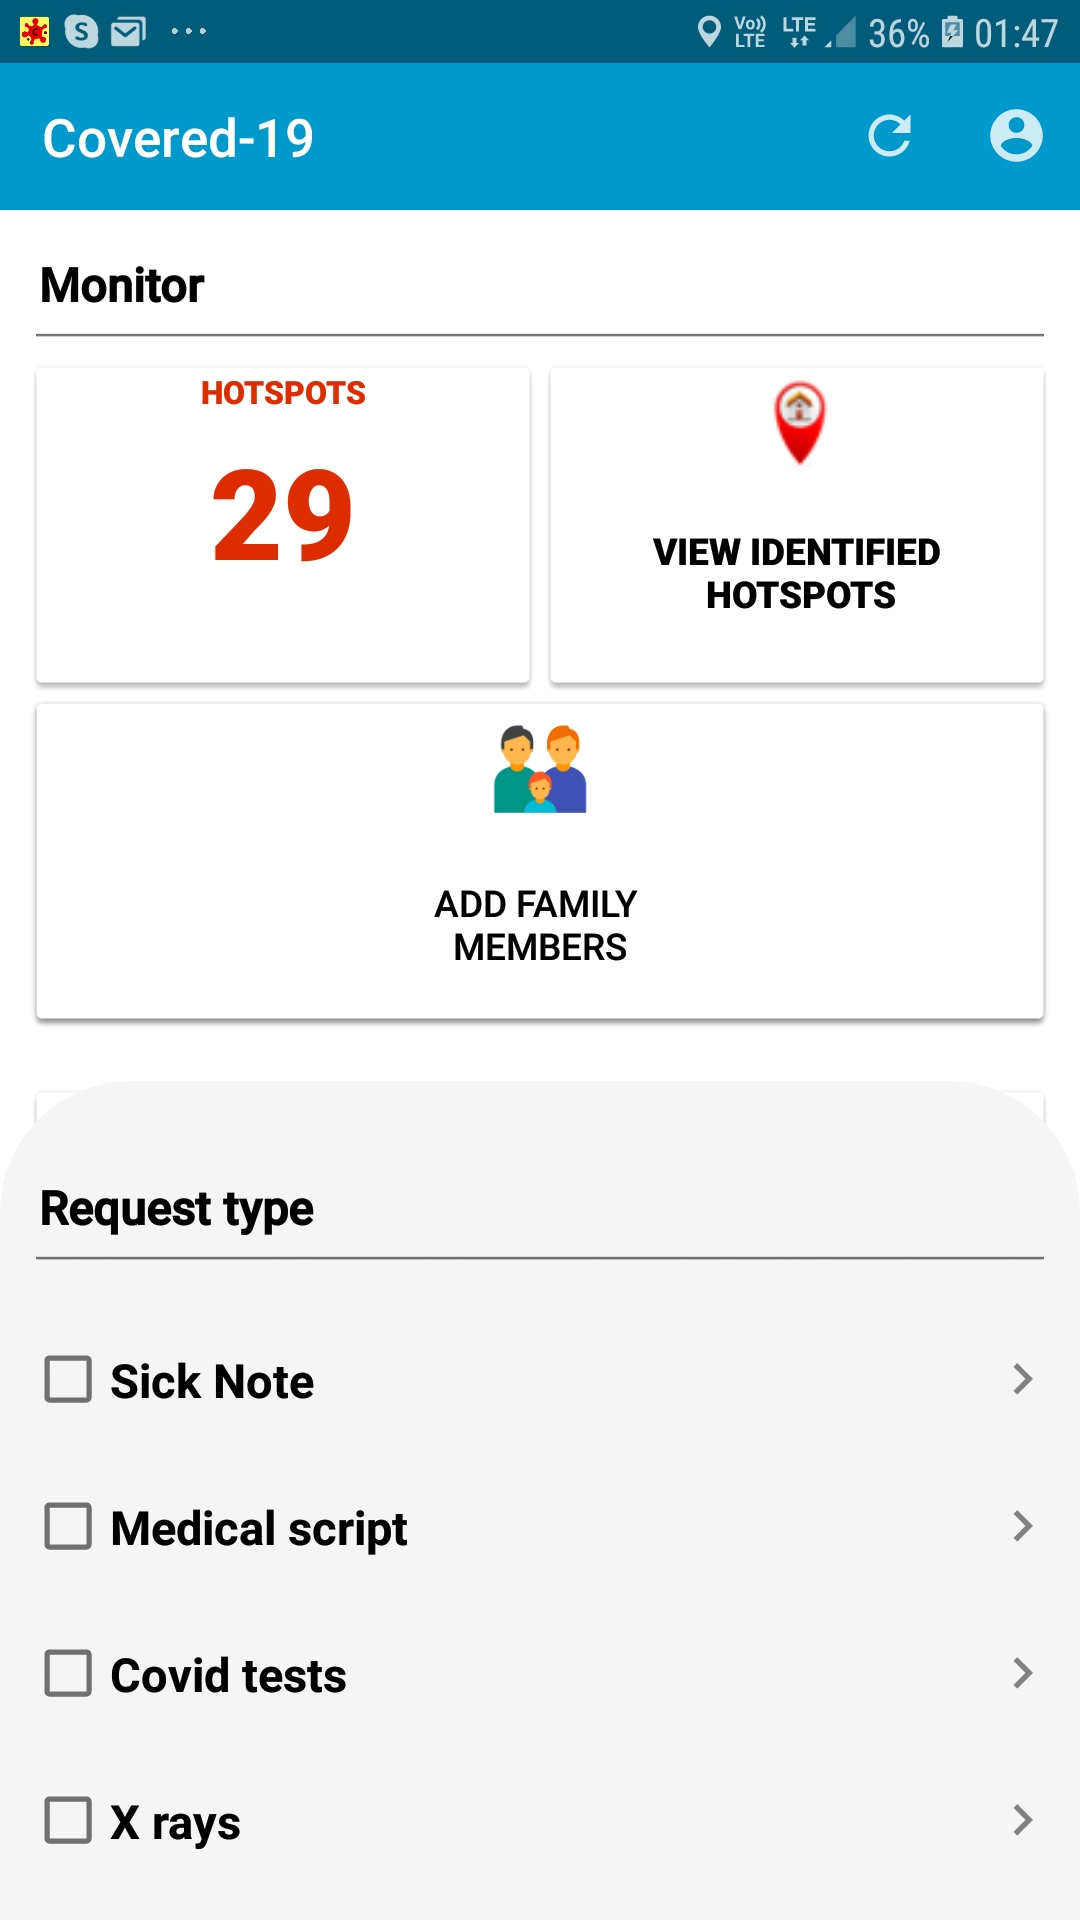 S Vo)) LTE LTE 36% 01:47
Covered-19
Monitor
HOTSPOTS
29
VIEW IDENTIFIED
HOTSPOTS
ADD FAMILY
MEMBERS
Request type
Sick Note
Medical script
Covid tests
X rays